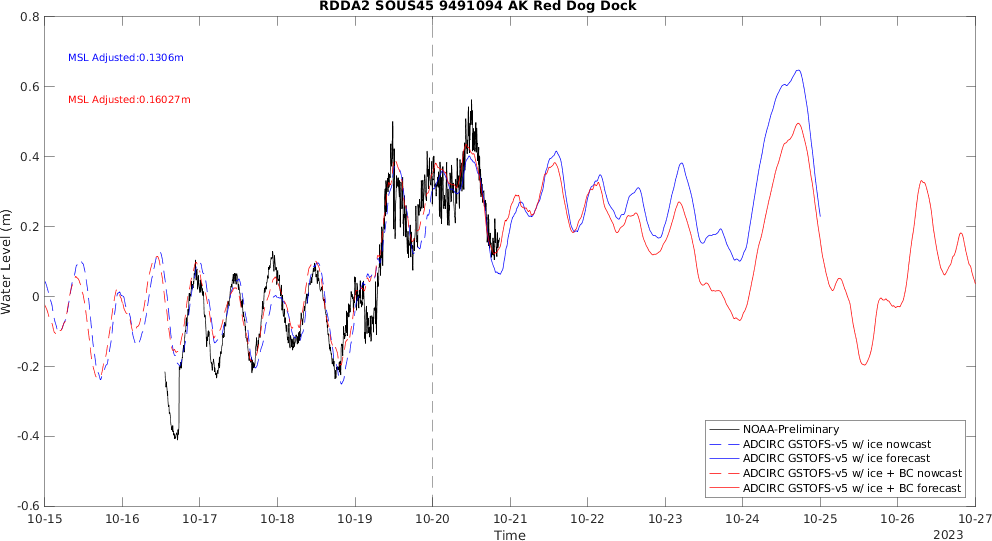 RDDA2 SOUS45 9491094 AK Red Dog Dock
0.8
0.6
0.4
0.2
0
-0.2
-0.4
-0.6
Water Level (m)
MSL Adjusted:0.1306m
MSL Adjusted:0.16027m
NOAA-Preliminary
ADCIRC GSTOFS-v5 w/ ice nowcast
ADCIRC GSTOFS-v5 w/ ice forecast
ADCIRC GSTOFS-v5 w/ ice + BC nowcast
ADCIRC GSTOFS-v5 w/ ice + BC forecast
10-15 10-16 10-17 10-18 10-19 10-20 10-21 10-22 10-23 10-24 10-25 10-26 10-27
Time
2023